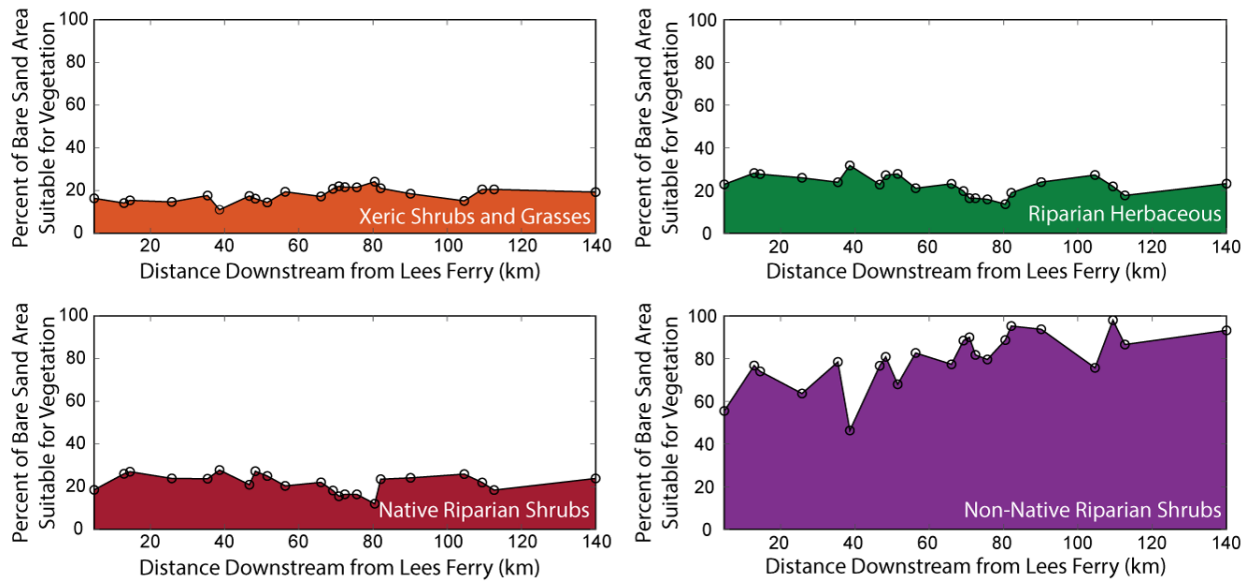 Percent of Bare Sand Area
Suitable for Vegetation
100
80
60
40
20
0
Xeric Shrubs and Grasses
20 40 60 80 100 120 140
Distance Downstream from Lees Ferry (km)
Percent of Bare Sand Area
Suitable for Vegetation
100
80
60
40
20
0
Riparian Herbaceous
20 40 60 80 100 120 140
Distance Downstream from Lees Ferry (km)
Percent of Bare Sand Area
Suitable for Vegetation
100
80
60
40
20
0
Native Riparian Shrubs
20 40 60 80 100 120 140
Distance Downstream from Lees Ferry (km)
Percent of Bare Sand Area
Suitable for Vegetation
100
80
60
40
20
0
Non-Native Riparian Shrubs
20 40 60 80 100 120 140
Distance Downstream from Lees Ferry (km)